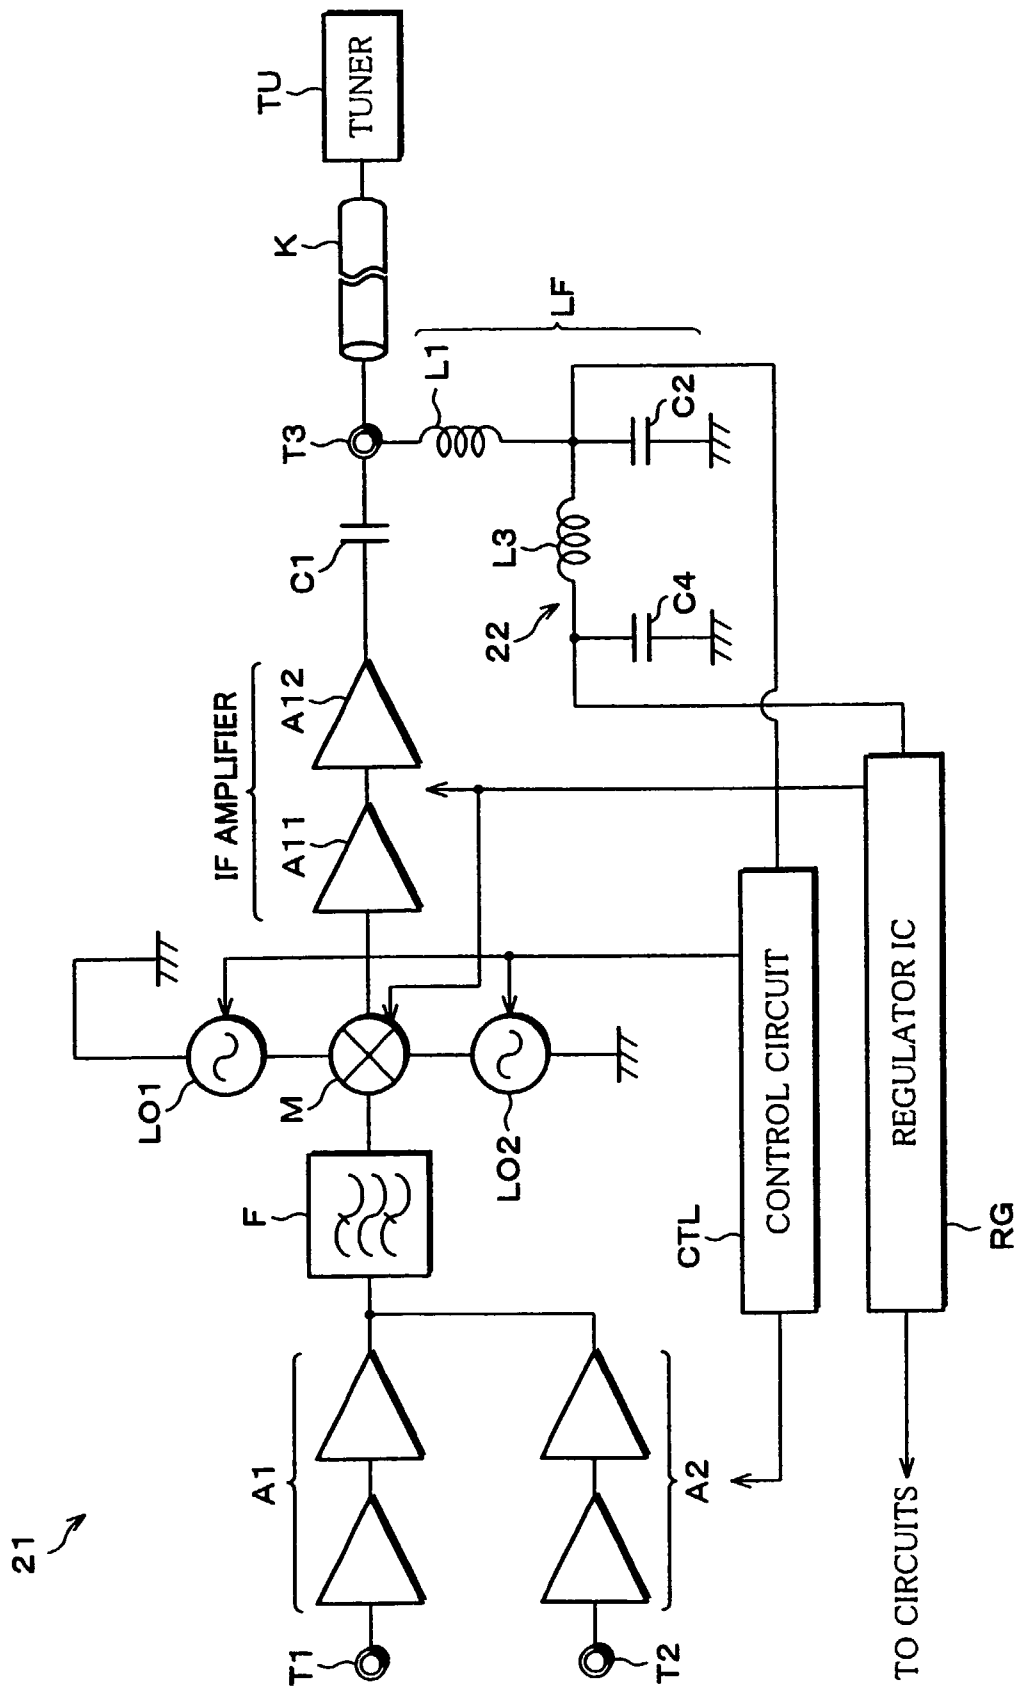 21
T1
A1
F
M
LO1
IF AMPLIFIER
A11
A12
C1
T3
K
TU
TUNER
T2
A2
LO2
22
L3
L1
LF
C4
C2
CTL
CONTROL CIRCUIT
TO CIRCUITS
RG
REGULATOR IC